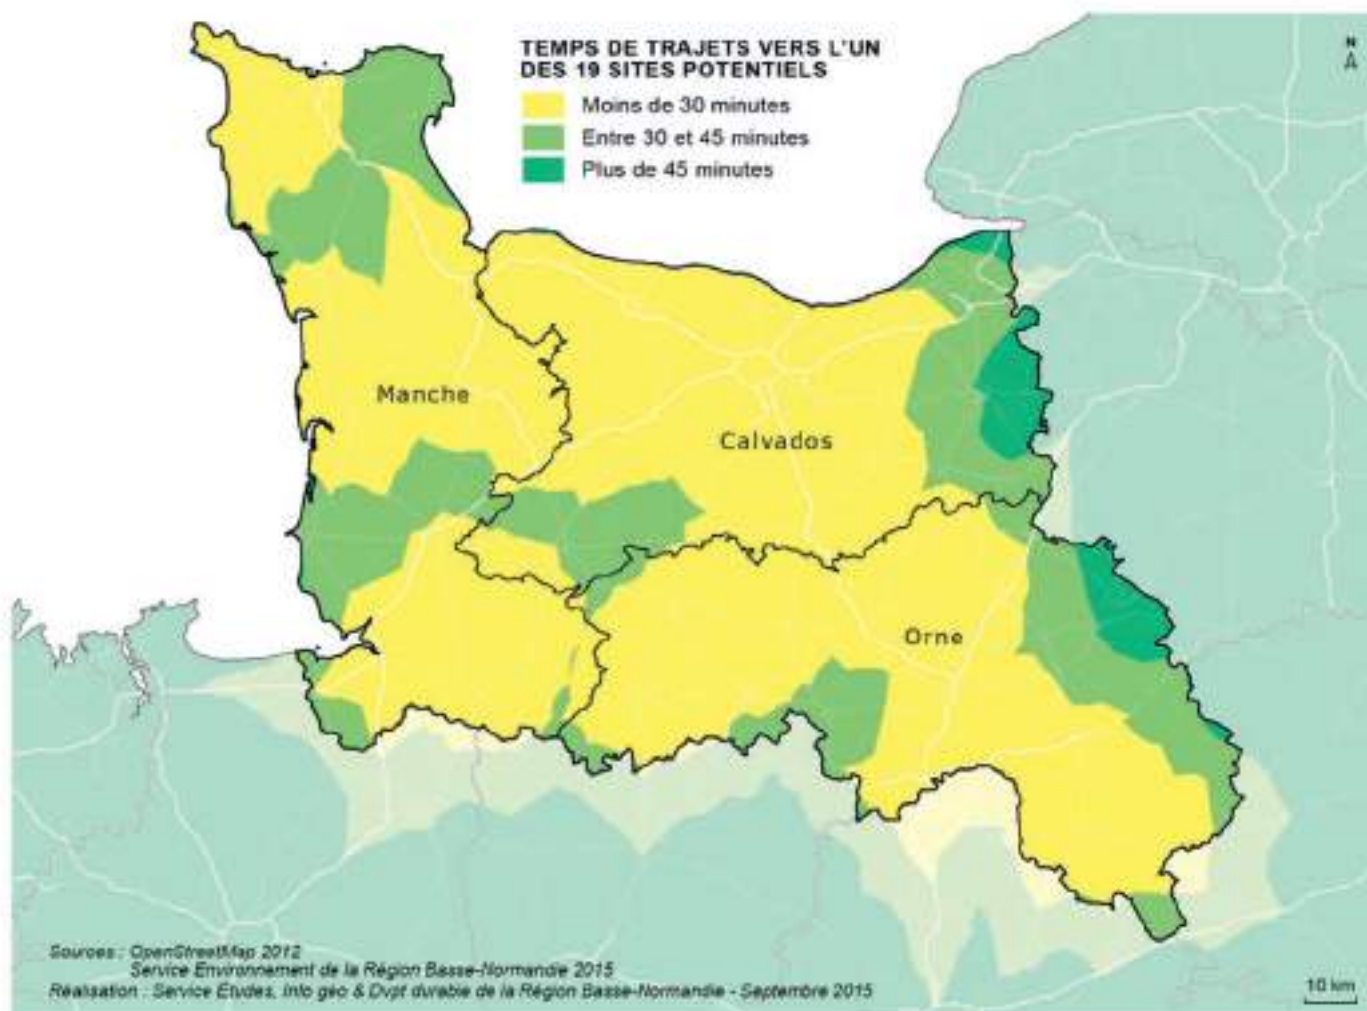 TEMPS DE TRAJETS VERS L'UN
DES 19 SITES POTENTIELS
Moins de 30 minutes
Entre 30 et 45 minutes
Plus de 45 minutes
N
Manche
Calvados
Orne
Sources : OpenStreetMap 2012
Service Environnement de la Région Basse-Normandie 2015
Réalisation : Service Etudes, Info géo & Dvpt durable de la Région Basse-Normandie - Septembre 2015
10 km